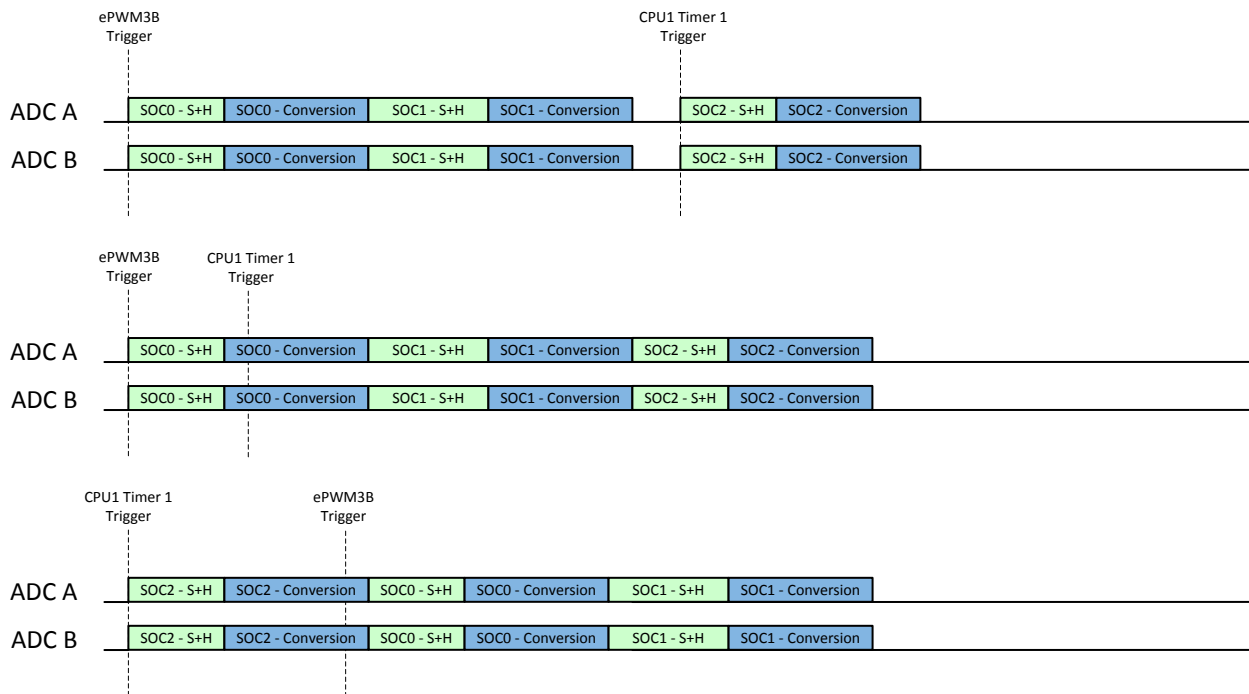 ePWM3B
Trigger
CPU1 Timer 1
Trigger
ADC A
SOC0 - S+H
SOC0 - Conversion
SOC1 - S+H
SOC1 - Conversion
SOC2 - S+H
SOC2 - Conversion
ADC B
SOC0 - S+H
SOC0 - Conversion
SOC1 - S+H
SOC1 - Conversion
SOC2 - S+H
SOC2 - Conversion
ePWM3B
Trigger
CPU1 Timer 1
Trigger
ADC A
SOC0 - S+H
SOC0 - Conversion
SOC1 - S+H
SOC1 - Conversion
SOC2 - S+H
SOC2 - Conversion
ADC B
SOC0 - S+H
SOC0 - Conversion
SOC1 - S+H
SOC1 - Conversion
SOC2 - S+H
SOC2 - Conversion
CPU1 Timer 1
Trigger
ePWM3B
Trigger
ADC A
SOC2 - S+H
SOC2 - Conversion
SOC0 - S+H
SOC0 - Conversion
SOC1 - S+H
SOC1 - Conversion
ADC B
SOC2 - S+H
SOC2 - Conversion
SOC0 - S+H
SOC0 - Conversion
SOC1 - S+H
SOC1 - Conversion